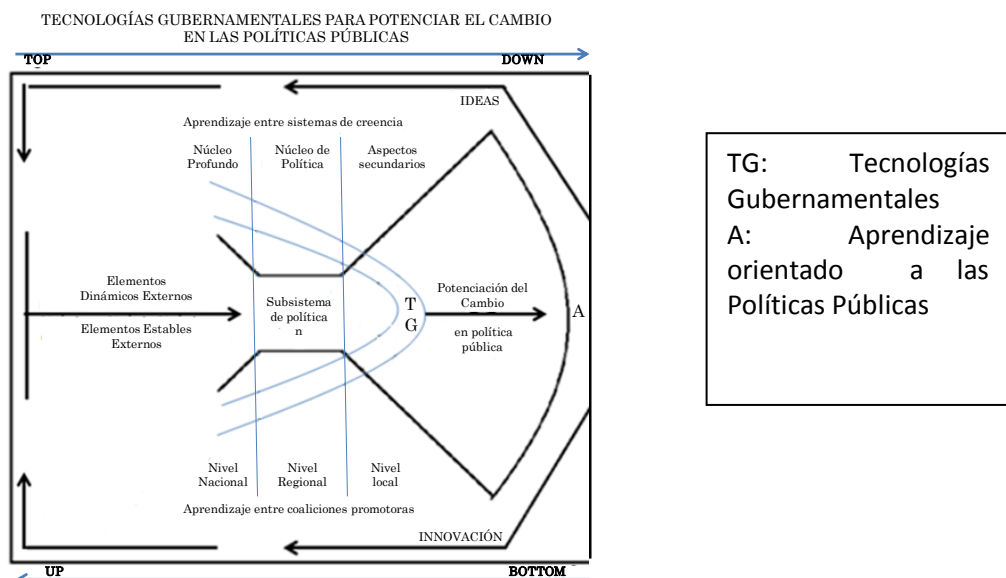 TECNOLOGÍAS GUBERNAMENTALES PARA POTENCIAR EL CAMBIO
EN LAS POLÍTICAS PÚBLICAS
TOP
DOWN
IDEAS
Aprendizaje entre sistemas de creencia
Núcleo
Profundo
Núcleo de
Política
Aspectos
secundarios
Elementos
Dinámicos Externos
Elementos Estables
Externos
Subsistema
de política
n
T
G
Potenciación del
Cambio
en política
pública
A
Nivel
Nacional
Nivel
Regional
Nivel
local
Aprendizaje entre coaliciones promotoras
INNOVACIÓN
UP
BOTTOM
TG: Tecnologías
Gubernamentales
A: Aprendizaje
orientado a las
Políticas Públicas